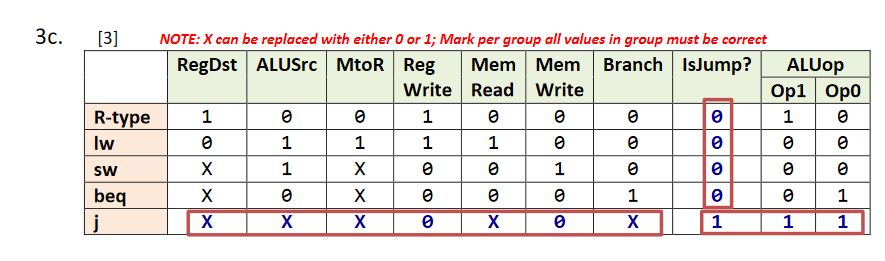 3c. [3] NOTE: X can be replaced with either 0 or 1; Mark per group all values in group must be correct
RegDst ALUSrc MtoR Reg Write Mem Read Mem Write Branch IsJump? ALUop
Op1 Op0
R-type 1 0 0 1 0 0 0 0 1 0
lw 0 1 1 1 1 0 0 0 0 0
sw X 1 X 0 0 1 0 0 0 0
beq X 0 X 0 0 0 1 0 0 1
j X X X 0 X 0 X 1 1 1